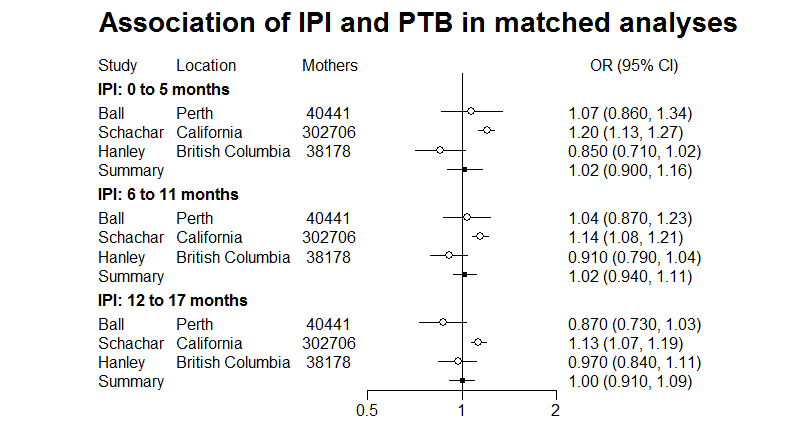 Association of IPI and PTB in matched analyses
Study Location Mothers OR (95% CI)
IPI: 0 to 5 months
Ball Perth 40441 1.07 (0.860, 1.34)
Schachar California 302706 1.20 (1.13, 1.27)
Hanley British Columbia 38178 0.850 (0.710, 1.02)
Summary 1.02 (0.900, 1.16)
IPI: 6 to 11 months
Ball Perth 40441 1.04 (0.870, 1.23)
Schachar California 302706 1.14 (1.08, 1.21)
Hanley British Columbia 38178 0.910 (0.790, 1.04)
Summary 1.02 (0.940, 1.11)
IPI: 12 to 17 months
Ball Perth 40441 0.870 (0.730, 1.03)
Schachar California 302706 1.13 (1.07, 1.19)
Hanley British Columbia 38178 0.970 (0.840, 1.11)
Summary 1.00 (0.910, 1.09)
0.5 1 2